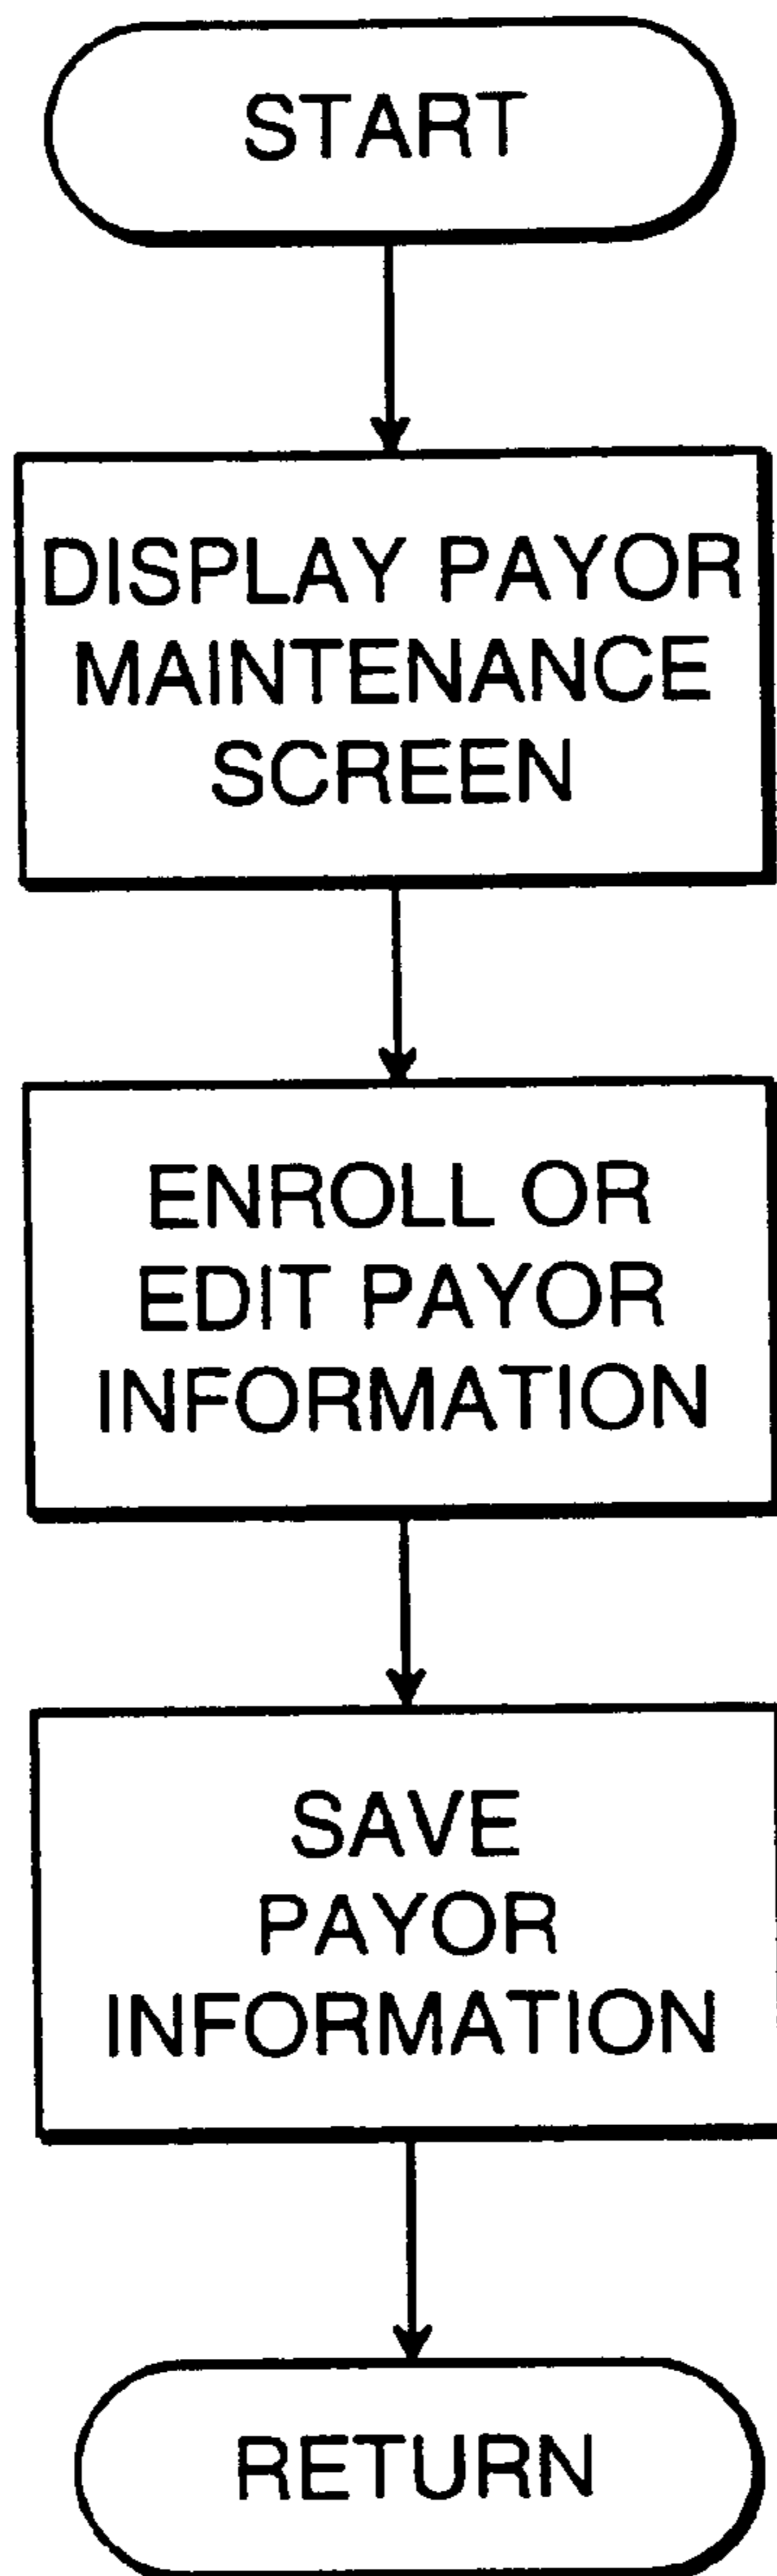 START
DISPLAY PAYOR
MAINTENANCE
SCREEN
ENROLL OR
EDIT PAYOR
INFORMATION
SAVE
PAYOR
INFORMATION
RETURN